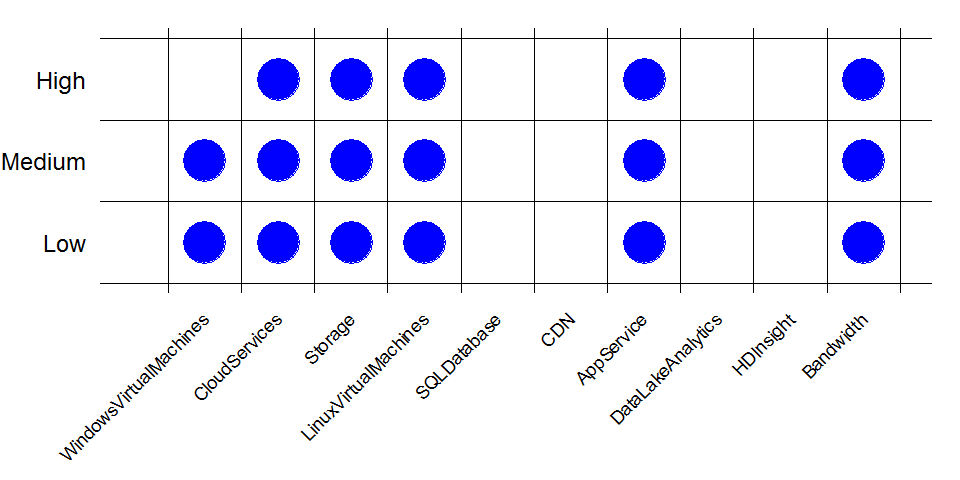 High
Medium
Low
WindowsVirtualMachines
CloudServices
Storage
LinuxVirtualMachines
SQLDatabase
CDN
AppService
DataLakeAnalytics
HDInsight
Bandwidth